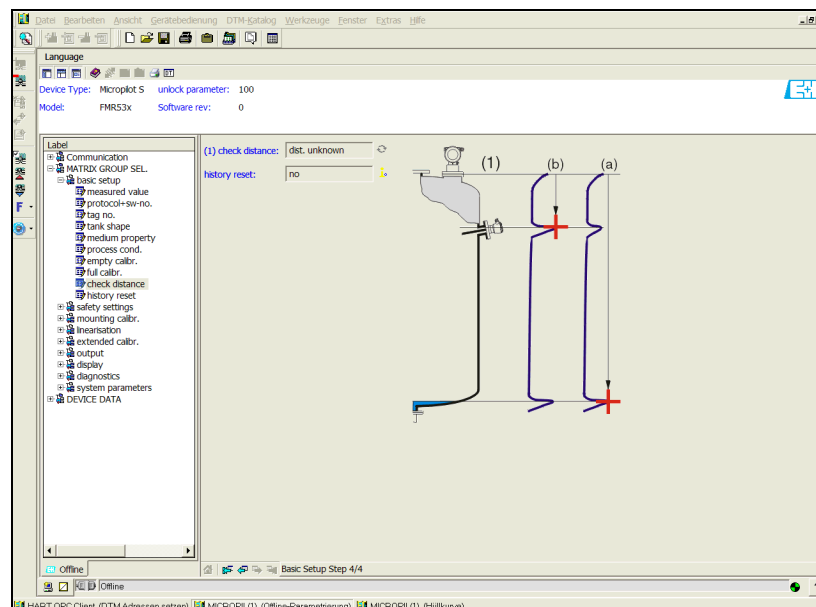 Datei Bearbeiten Ansicht Gerätebedienung DTM-Katalog Werkzeuge Fenster Extras Hilfe
Language
Device Type: Micropilot S unlock parameter: 100
Model: FMR53x Software rev: 0
Label
Communication
MATRIX GROUP SEL.
basic setup
measured value
protocol+sw-no.
tag no.
tank shape
medium property
process cond.
empty calibr.
full calibr.
check distance
history reset
safety settings
mounting calibr.
linearisation
extended calibr.
output
display
diagnostics
system parameters
DEVICE DATA
(1) check distance: dist. unknown
history reset: no
(1) (b) (a)
F
Offline
Basic Setup Step 4/4
Offline
HART OPC Client (DTM Adressen setzen) MICROPIL(1) (Offline-Parametrierung) MICROPIL(1) (Hüllkurve)